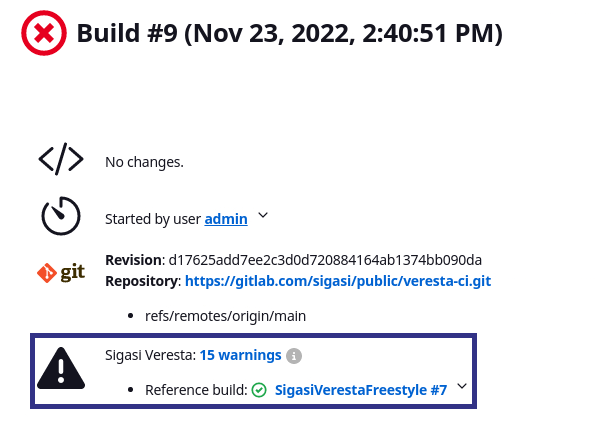 Build #9 (Nov 23, 2022, 2:40:51 PM)
No changes.
Started by user admin
git
Revision: d17625add7ee2c3d0d720884164ab1374bb090da
Repository: https://gitlab.com/sigasi/public/veresta-ci.git
refs/remotes/origin/main
Sigasi Veresta: 15 warnings
Reference build: SigasiVerestaFreestyle #7